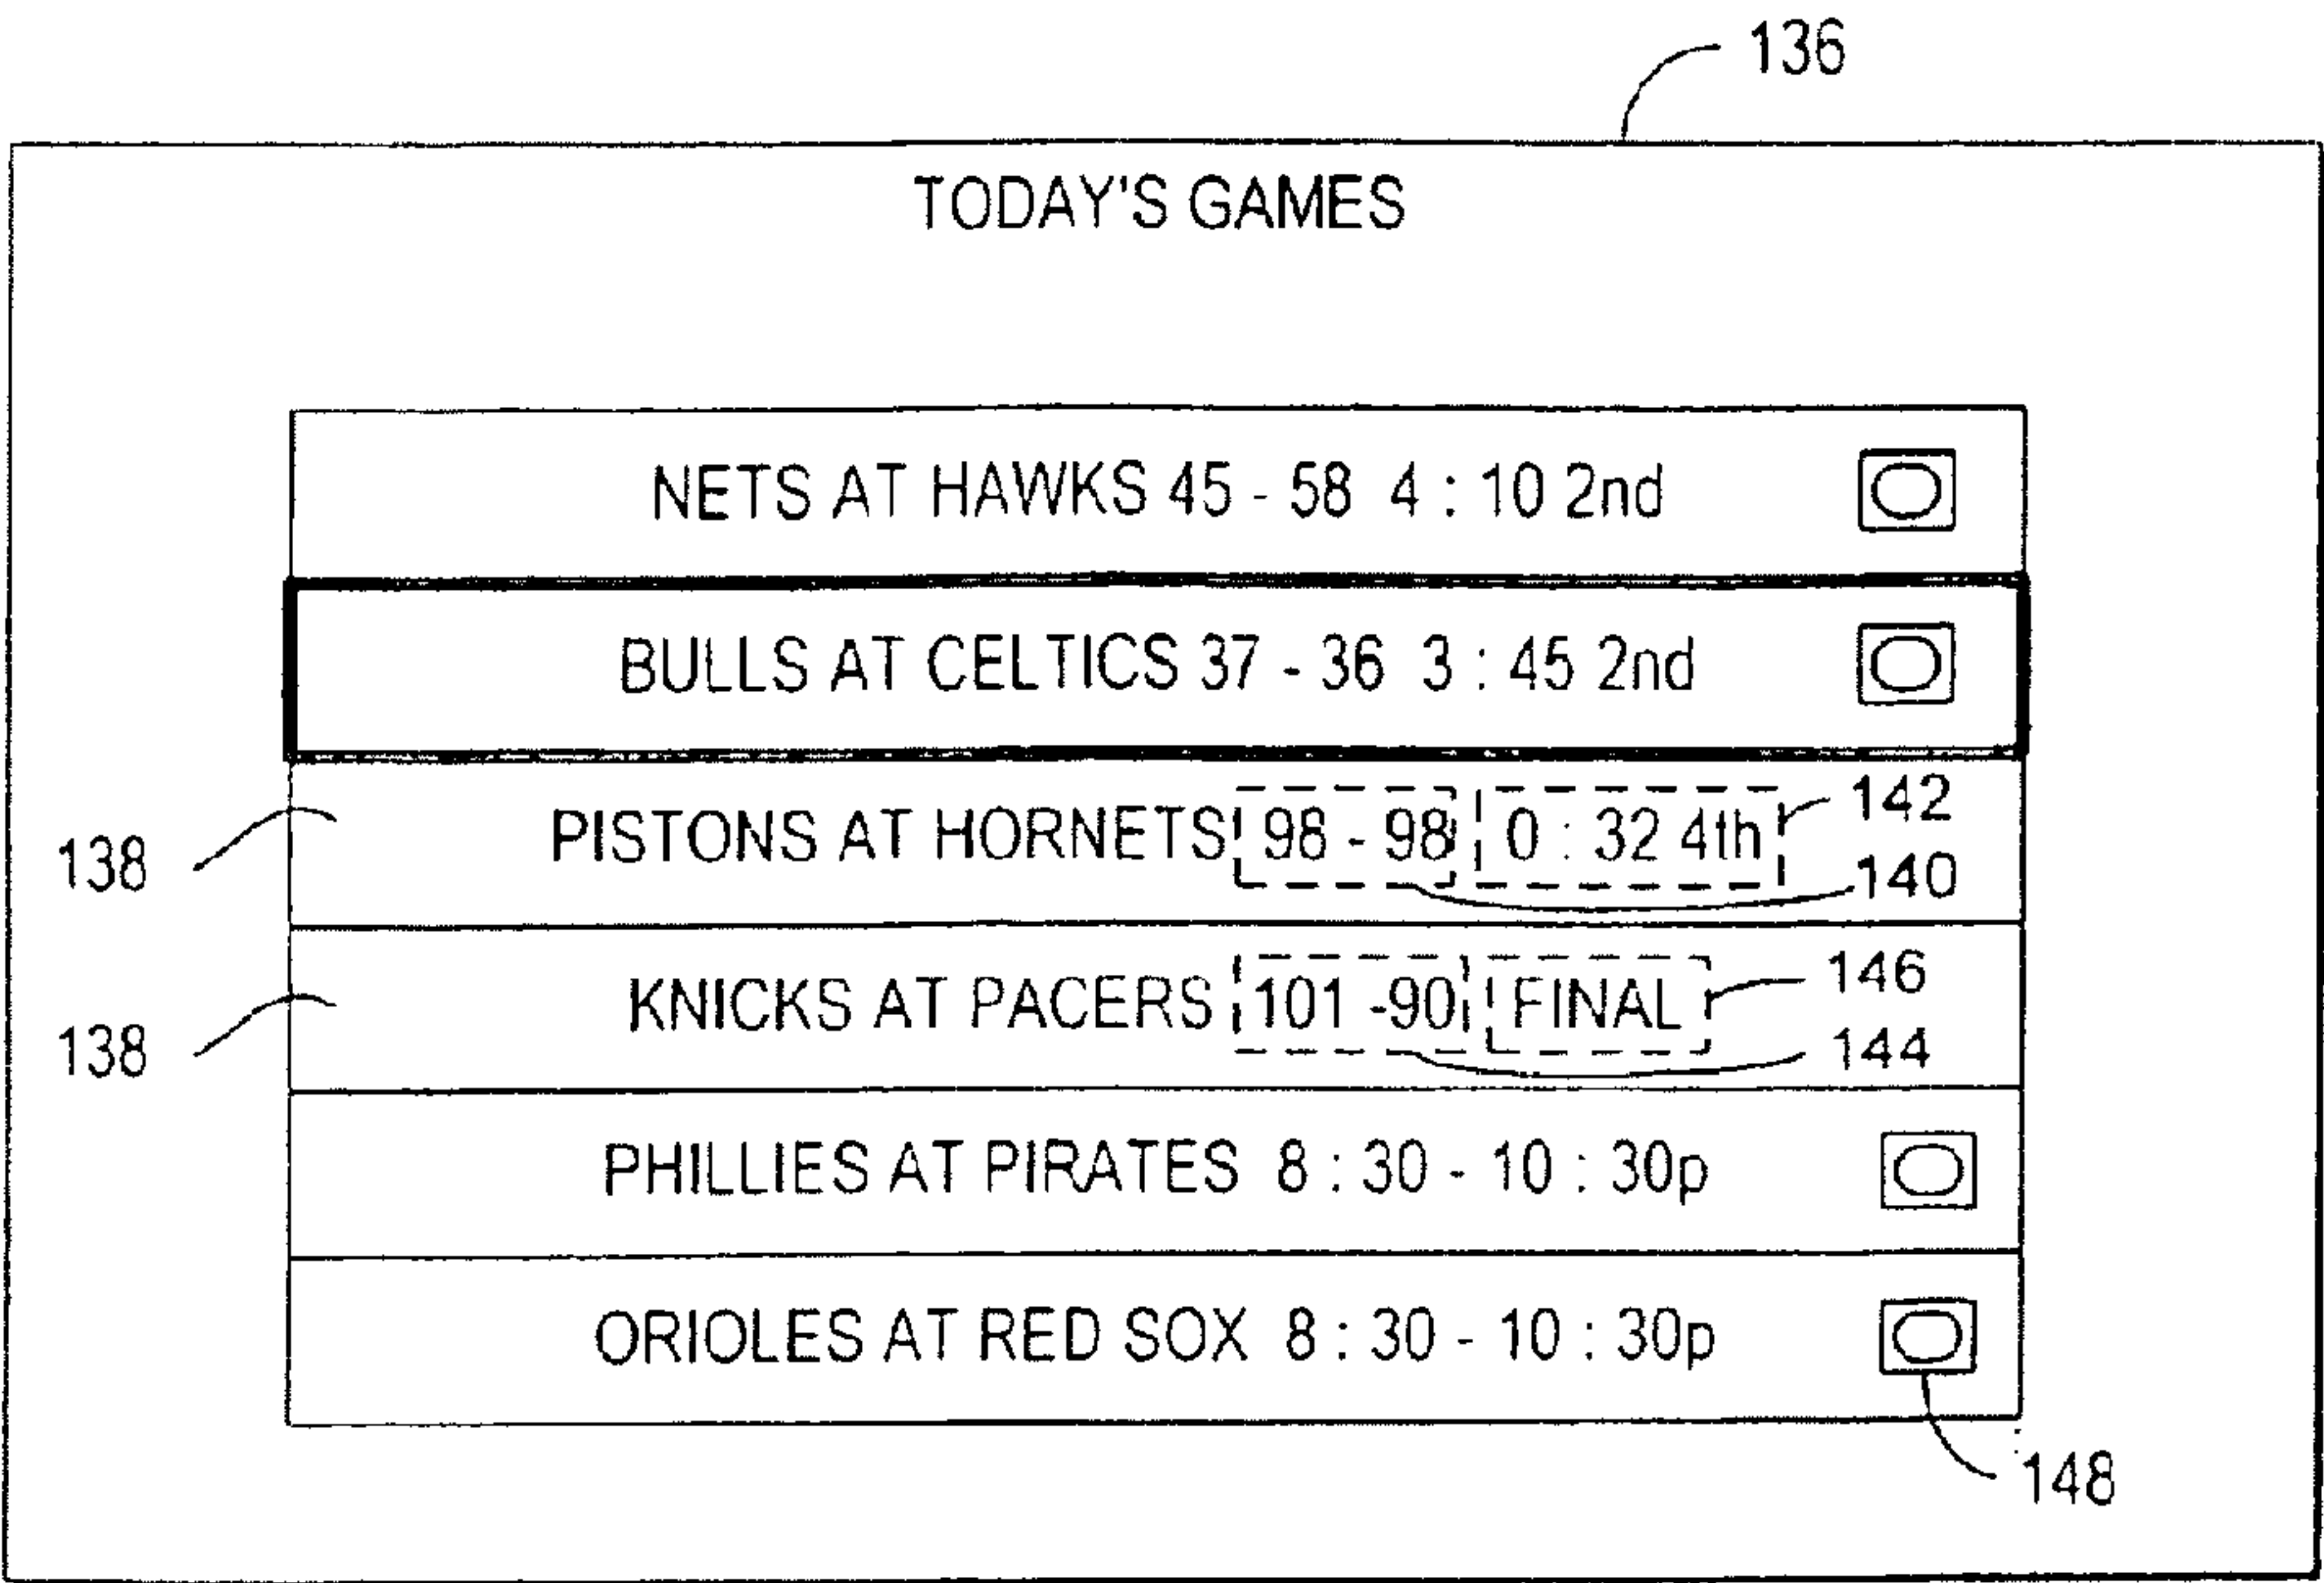 136
TODAY'S GAMES
NETS AT HAWKS 45 - 58 4 : 10 2nd
BULLS AT CELTICS 37 - 36 3 : 45 2nd
138 PISTONS AT HORNETS 98 - 98 0 : 32 4th 142
140
138 KNICKS AT PACERS 101 -90 FINAL 146
144
PHILLIES AT PIRATES 8 : 30 - 10 : 30p
ORIOLES AT RED SOX 8 : 30 - 10 : 30p
148